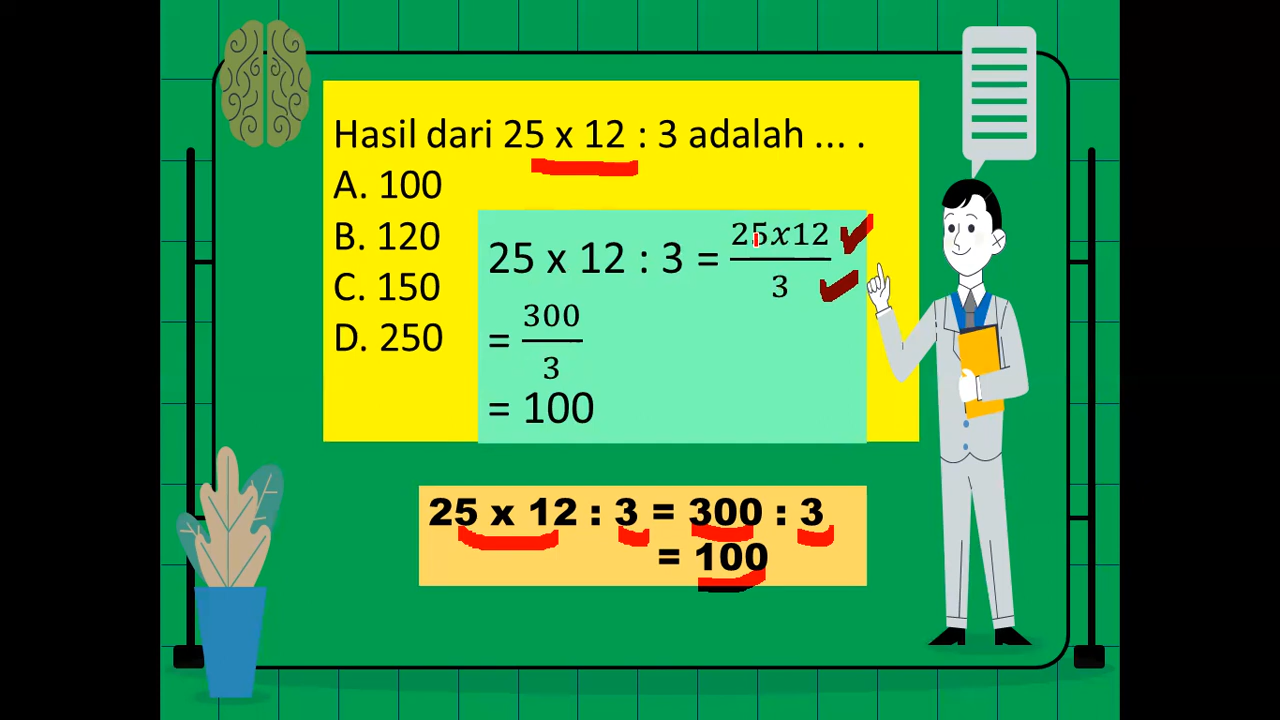 Hasil dari 25 x 12 : 3 adalah ... .
A. 100
B. 120
C. 150
D. 250
25 x 12 : 3 = 25x12/3
= 300/3
= 100
25 x 12 : 3 = 300 : 3
= 100